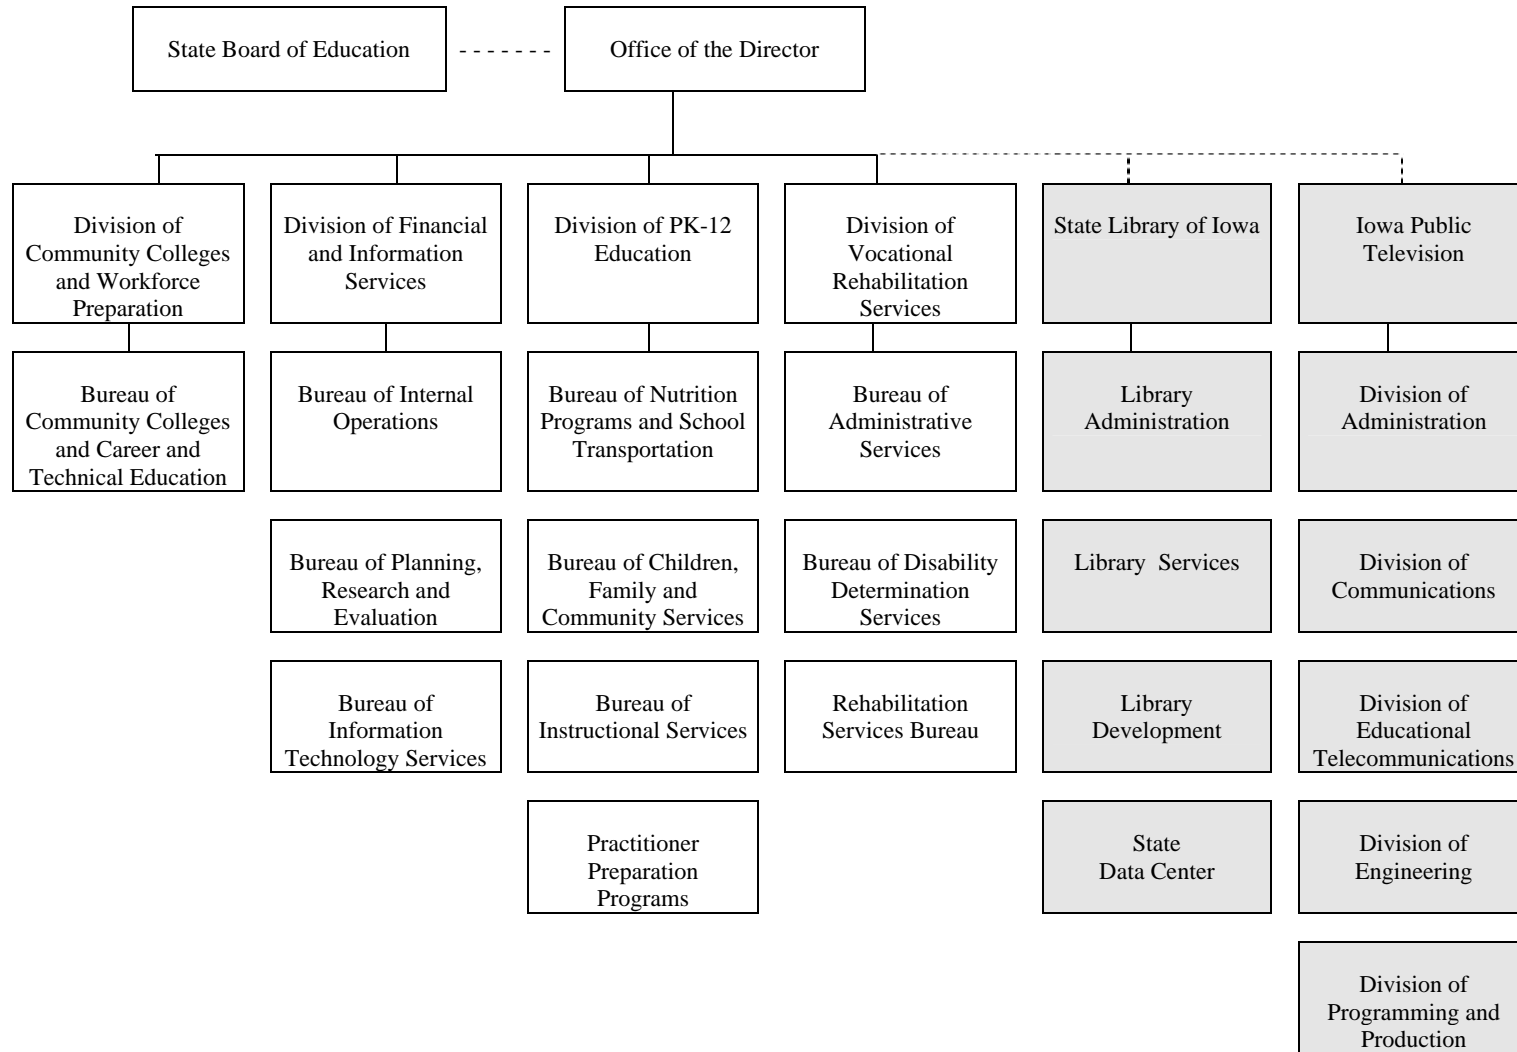 State Board of Education
Office of the Director
Division of
Community Colleges
and Workforce
Preparation
Division of Financial
and Information
Services
Division of PK-12
Education
Division of
Vocational
Rehabilitation
Services
State Library of Iowa
Iowa Public
Television
Bureau of
Community Colleges
and Career and
Technical Education
Bureau of Internal
Operations
Bureau of Nutrition
Programs and School
Transportation
Bureau of
Administrative
Services
Library
Administration
Division of
Administration
Bureau of Planning,
Research and
Evaluation
Bureau of Children,
Family and
Community Services
Bureau of Disability
Determination
Services
Library Services
Division of
Communications
Bureau of
Information
Technology Services
Bureau of
Instructional Services
Rehabilitation
Services Bureau
Library
Development
Division of
Educational
Telecommunications
Practitioner
Preparation
Programs
State
Data Center
Division of
Engineering
Division of
Programming and
Production